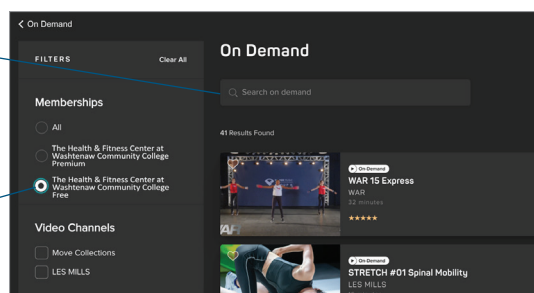 On Demand
FILTERS
Clear All
Memberships
All
The Health & Fitness Center at
Washtenaw Community College
Premium
The Health & Fitness Center at
Washtenaw Community College
Free
Video Channels
Move Collections
LES MILLS
On Demand
Search on demand
41 Results Found
On-Demand
WAR 15 Express
WAR
32 minutes
On-Demand
STRETCH #01 Spinal Mobility
LES MILLS